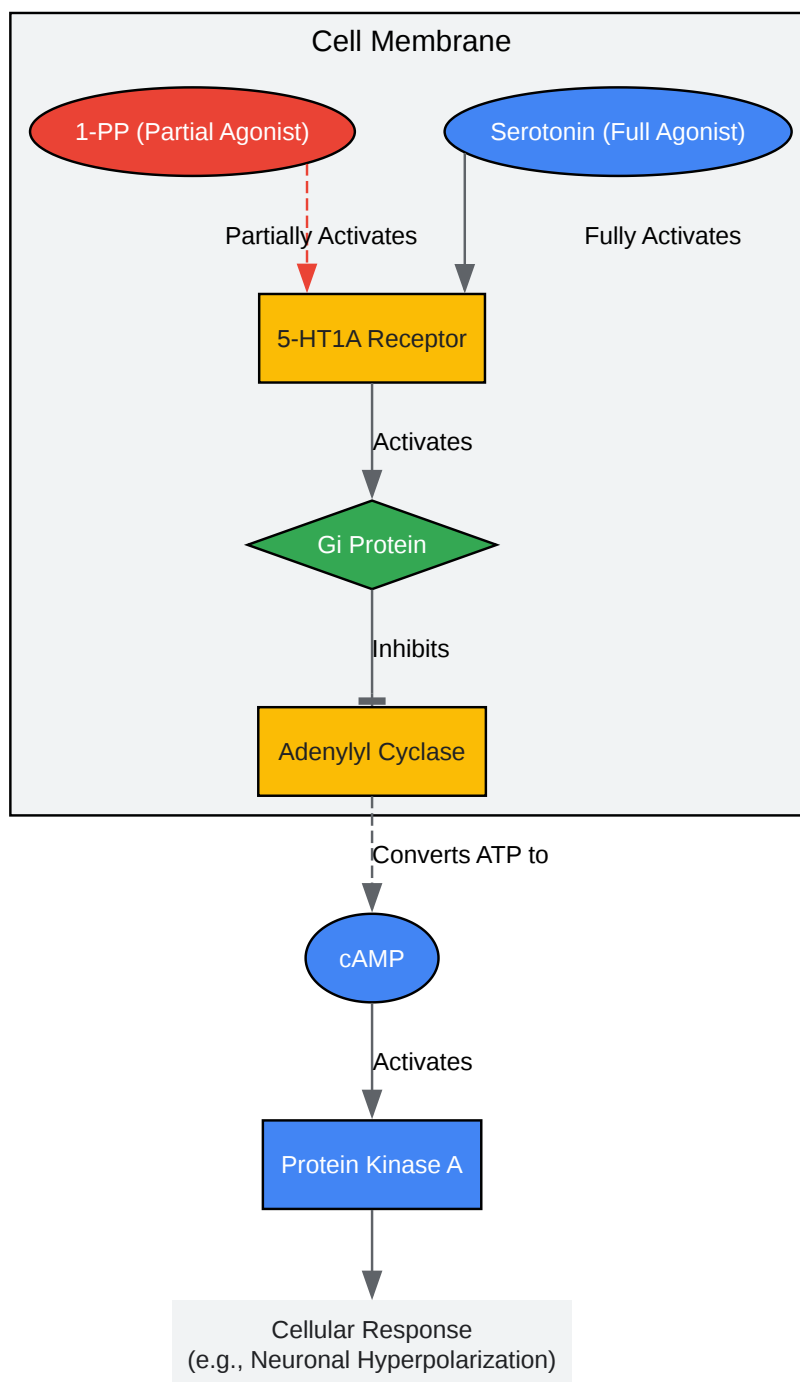 Cell Membrane
1-PP (Partial Agonist)
Serotonin (Full Agonist)
Partially Activates
Fully Activates
5-HT1A Receptor
Activates
Gi Protein
Inhibits
Adenylyl Cyclase
Converts ATP to
cAMP
Activates
Protein Kinase A
Cellular Response
(e.g., Neuronal Hyperpolarization)